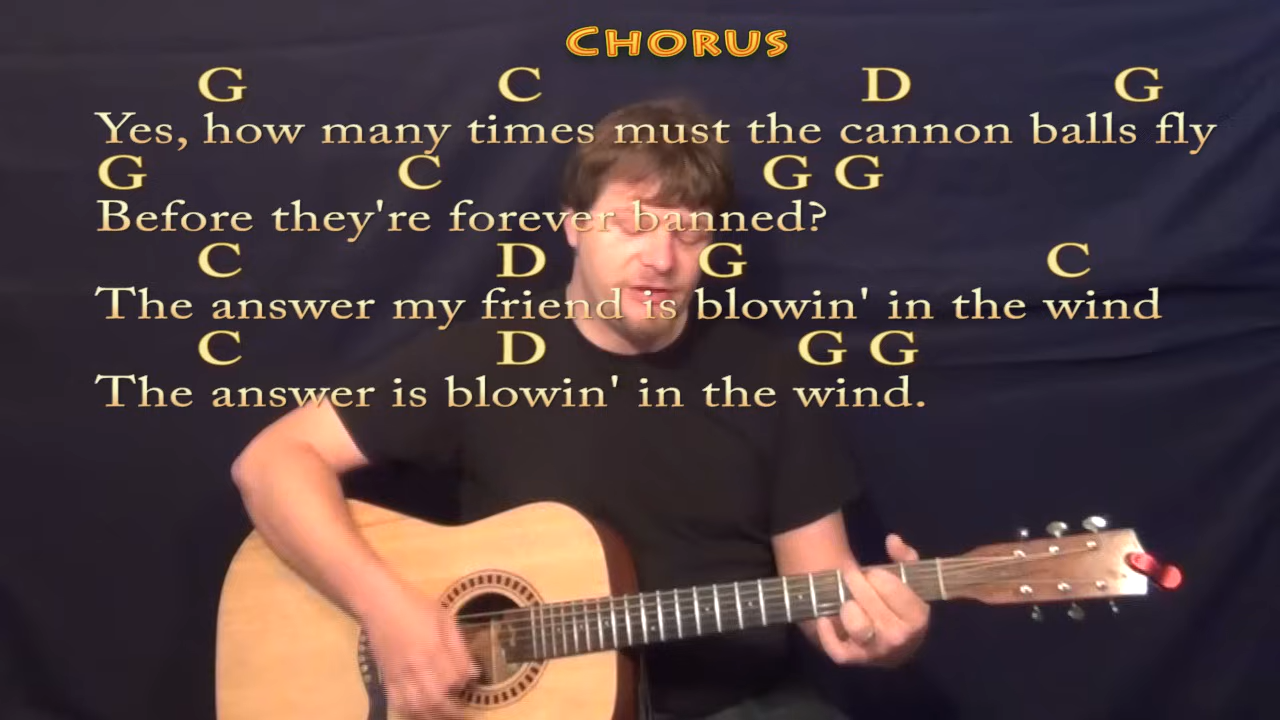 CHORUS
G C D G
Yes, how many times must the cannon balls fly
G C G G
Before they're forever banned?
C D G C
The answer my friend is blowin' in the wind
C D G G
The answer is blowin' in the wind.